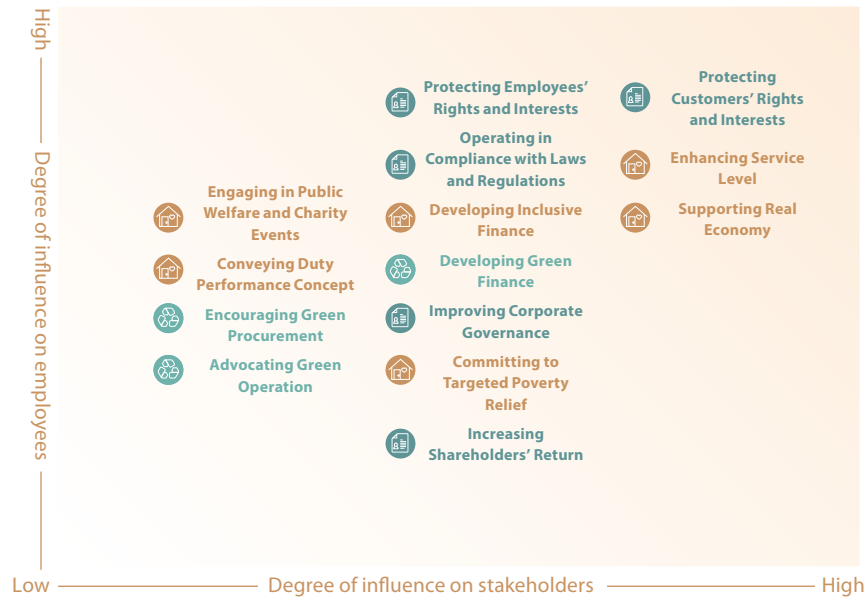 High
Degree of influence on employees
Engaging in Public
Welfare and Charity
Events
Conveying Duty
Performance Concept
Encouraging Green
Procurement
Advocating Green
Operation
Protecting Employees’
Rights and Interests
Operating in
Compliance with Laws
and Regulations
Developing Inclusive
Finance
Developing Green
Finance
Improving Corporate
Governance
Committing to
Targeted Poverty
Relief
Increasing
Shareholders’ Return
Protecting
Customers’ Rights
and Interests
Enhancing Service
Level
Supporting Real
Economy
Low
Degree of influence on stakeholders
High